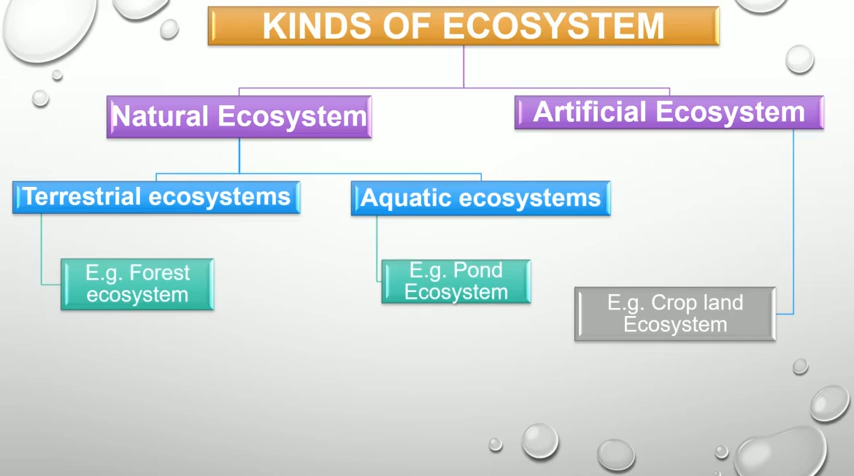 KINDS OF ECOSYSTEM
Natural Ecosystem
Artificial Ecosystem
Terrestrial ecosystems
Aquatic ecosystems
E.g. Forest
ecosystem
E.g. Pond
Ecosystem
E.g. Crop land
Ecosystem